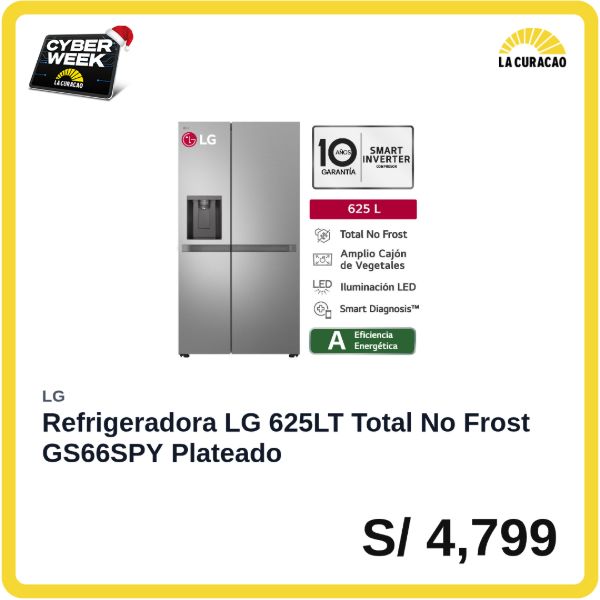 CYBER
WEEK
LA CURACAO
LA CURACAO
LG
10 AÑOS
GARANTÍA
SMART
INVERTER
COMPRESSOR
625 L
Total No Frost
Amplio Cajón
de Vegetales
LED Iluminación LED
Smart Diagnosis™
A Eficiencia
Energética
LG
Refrigeradora LG 625LT Total No Frost
GS66SPY Plateado
S/ 4,799